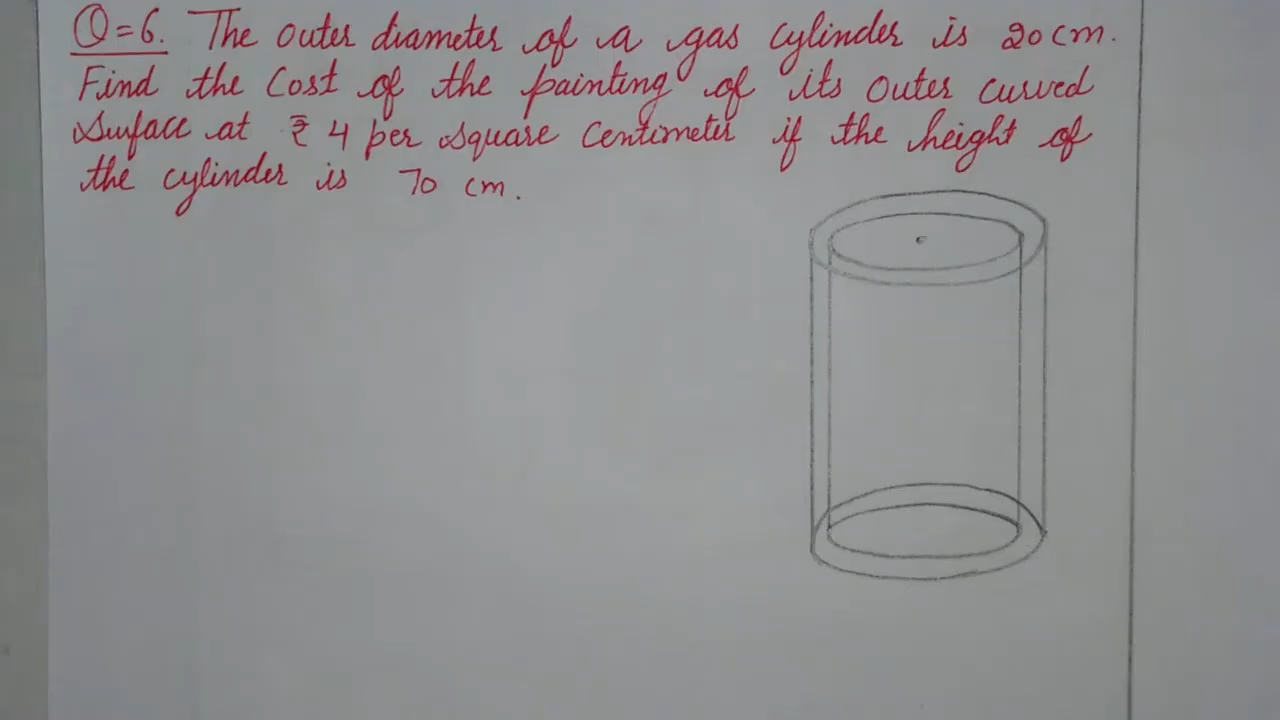 Q=6. The outer diameter of a gas cylinder is 20 cm.
Find the Cost of the painting of its outer curved
Surface at ₹ 4 per square Centimeter if the height of
the cylinder is 70 cm.